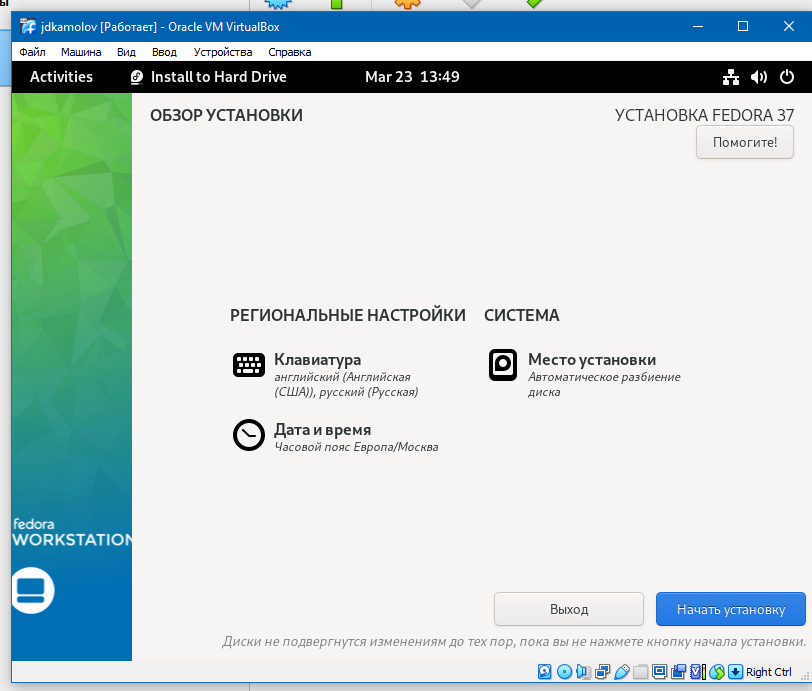 ы
jdkamolov [Работает] - Oracle VM VirtualBox
Файл Машина Вид Ввод Устройства Справка
Activities Install to Hard Drive Mar 23 13:49
ОБЗОР УСТАНОВКИ
УСТАНОВКА FEDORA 37
Помогите!
РЕГИОНАЛЬНЫЕ НАСТРОЙКИ
Клавиатура
английский (Английская
(США)), русский (Русская)
Дата и время
Часовой пояс Европа/Москва
СИСТЕМА
Место установки
Автоматическое разбиение
диска
fedora
WORKSTATION
Выход
Начать установку
Диски не подвергнутся изменениям до тех пор, пока вы не нажмете кнопку начала установки.
Right Ctrl